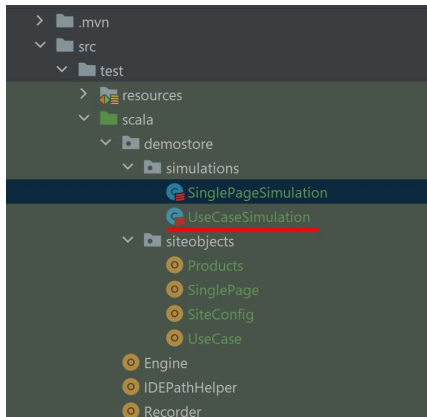 .mvn
src
test
resources
scala
demostore
simulations
SinglePageSimulation
UseCaseSimulation
siteobjects
Products
SinglePage
SiteConfig
UseCase
Engine
IDEPathHelper
Recorder